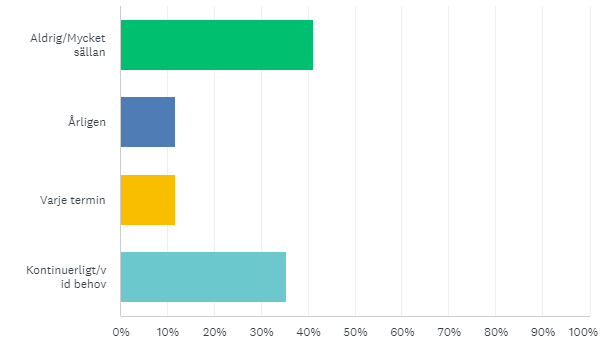 Aldrig/Mycket
sällan
Årligen
Varje termin
Kontinuerligt/v
id behov
0% 10% 20% 30% 40% 50% 60% 70% 80% 90% 100%